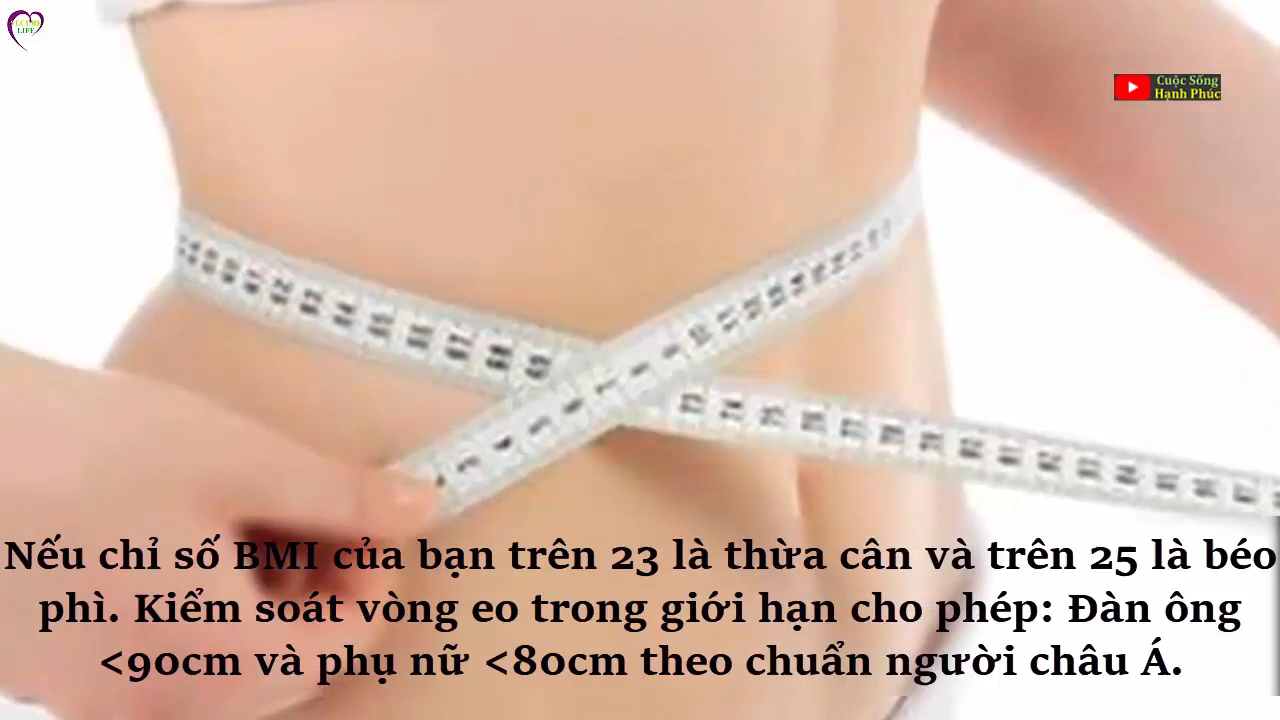 LIFE
Cuộc Sống
Hạnh Phúc
Nếu chỉ số BMI của bạn trên 23 là thừa cân và trên 25 là béo
phì. Kiểm soát vòng eo trong giới hạn cho phép: Đàn ông
<90cm và phụ nữ <80cm theo chuẩn người châu Á.